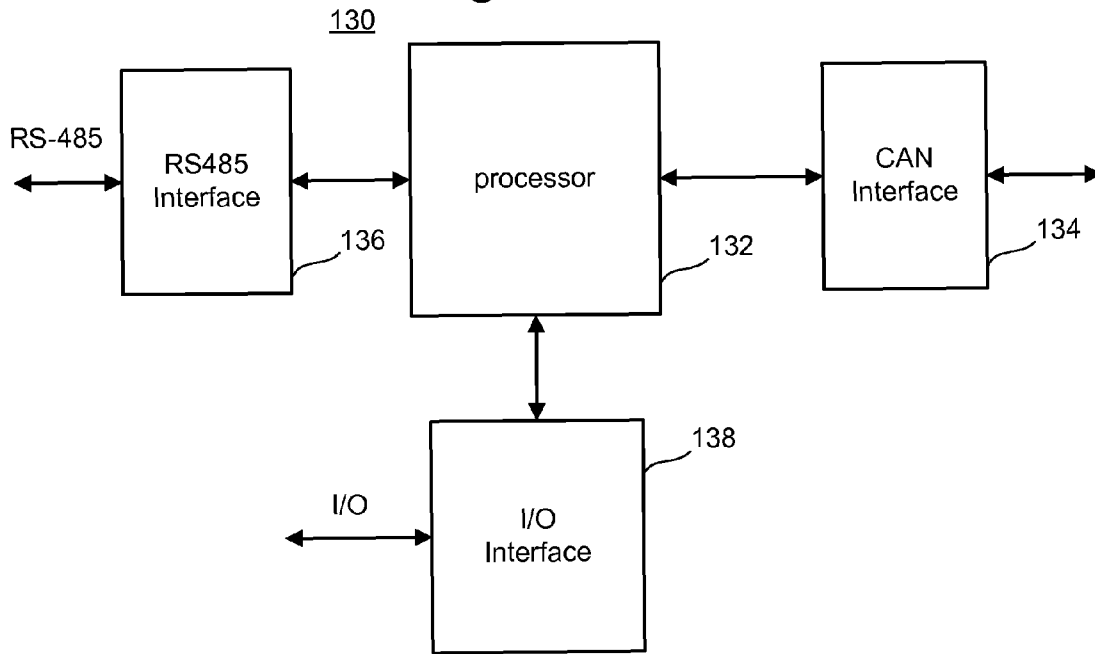 130
RS-485
RS485
Interface
136
processor
132
CAN
Interface
134
138
I/O
I/O
Interface